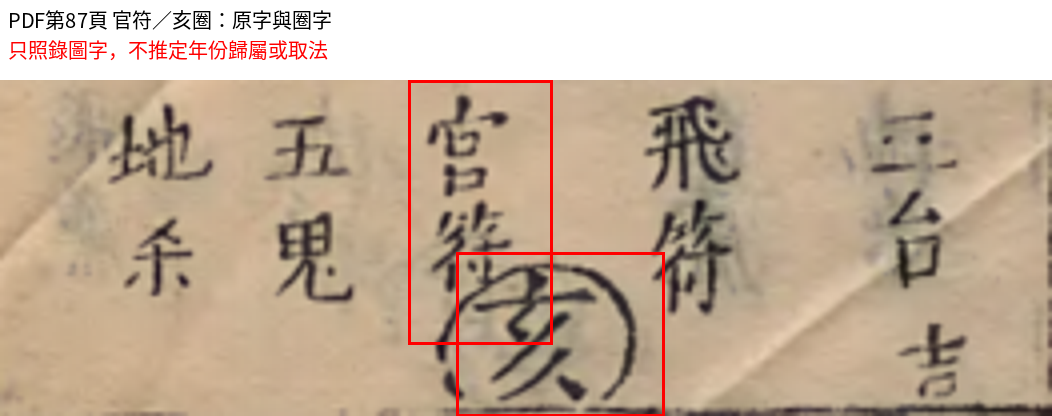 PDF第87頁 官符／亥圈：原字與圈字
只照錄圖字，不推定年份歸屬或取法
三台 吉
飛符
官符
亥
五鬼
地杀